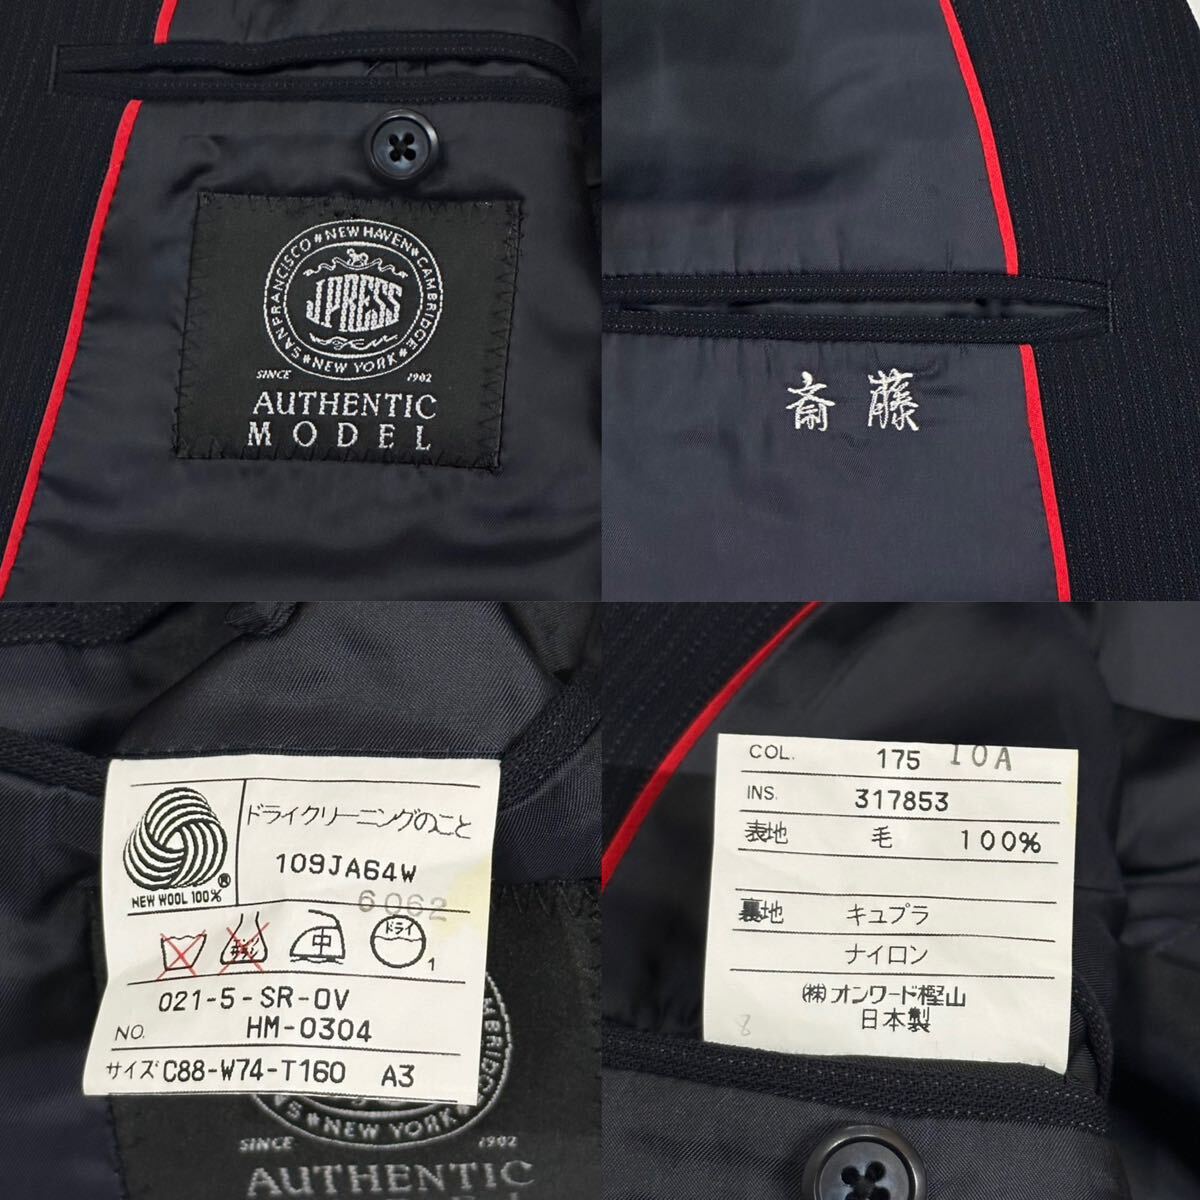 SAN FRANCISCO * NEW HAVEN * CAMBRIDGE * NEW YORK *
J.PRESS
SINCE 1902
AUTHENTIC
MODEL
斎藤
NEW WOOL 100%
ドライクリーニングのこと
109JA64W
6062
中
ドライ
1
021-5-SR-OV
NO. HM-0304
サイズ C88-W74-T160 A3
BRIDGE
NEW YORK
SINCE 1902
AUTHENTIC
COL. 175 10A
INS. 317853
表地 毛 100%
裏地 キュプラ
ナイロン
(株)オンワード樫山
日本製
8